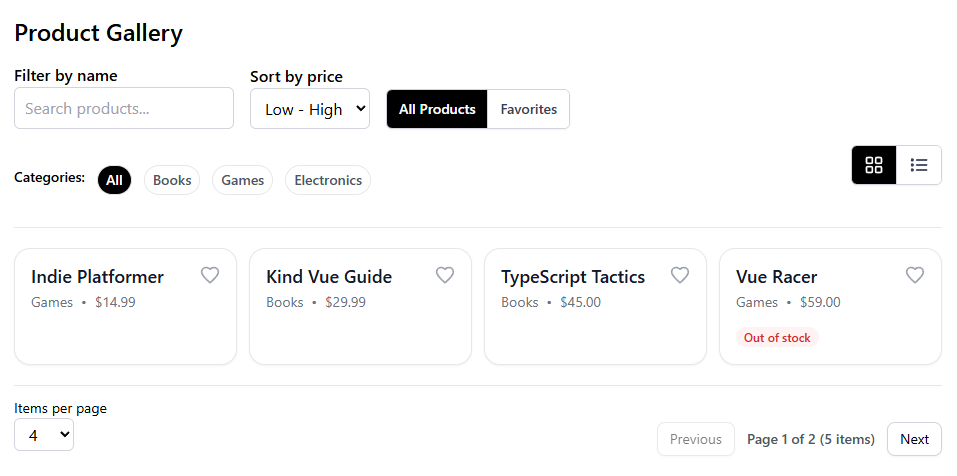 Product Gallery
Filter by name
Search products...
Sort by price
Low - High
All Products
Favorites
Categories:
All
Books
Games
Electronics
Indie Platformer
Games • $14.99
Kind Vue Guide
Books • $29.99
TypeScript Tactics
Books • $45.00
Vue Racer
Games • $59.00
Out of stock
Items per page
4
Previous
Page 1 of 2 (5 items)
Next